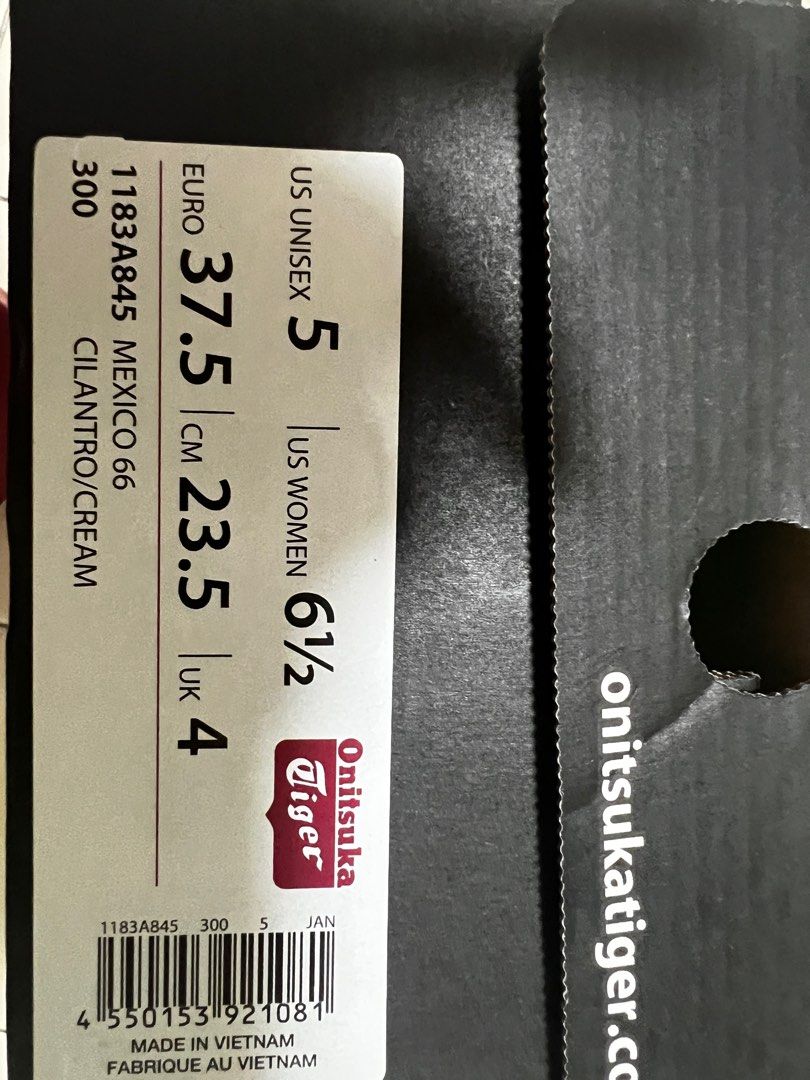 US UNISEX 5 | US WOMEN 6½
EURO 37.5 | CM 23.5 | UK 4
1183A845 MEXICO 66
300 CILANTRO/CREAM
Onitsuka
Tiger
1183A845 300 5 JAN
4 550153 921081
MADE IN VIETNAM
FABRIQUE AU VIETNAM
onitsukatiger.co